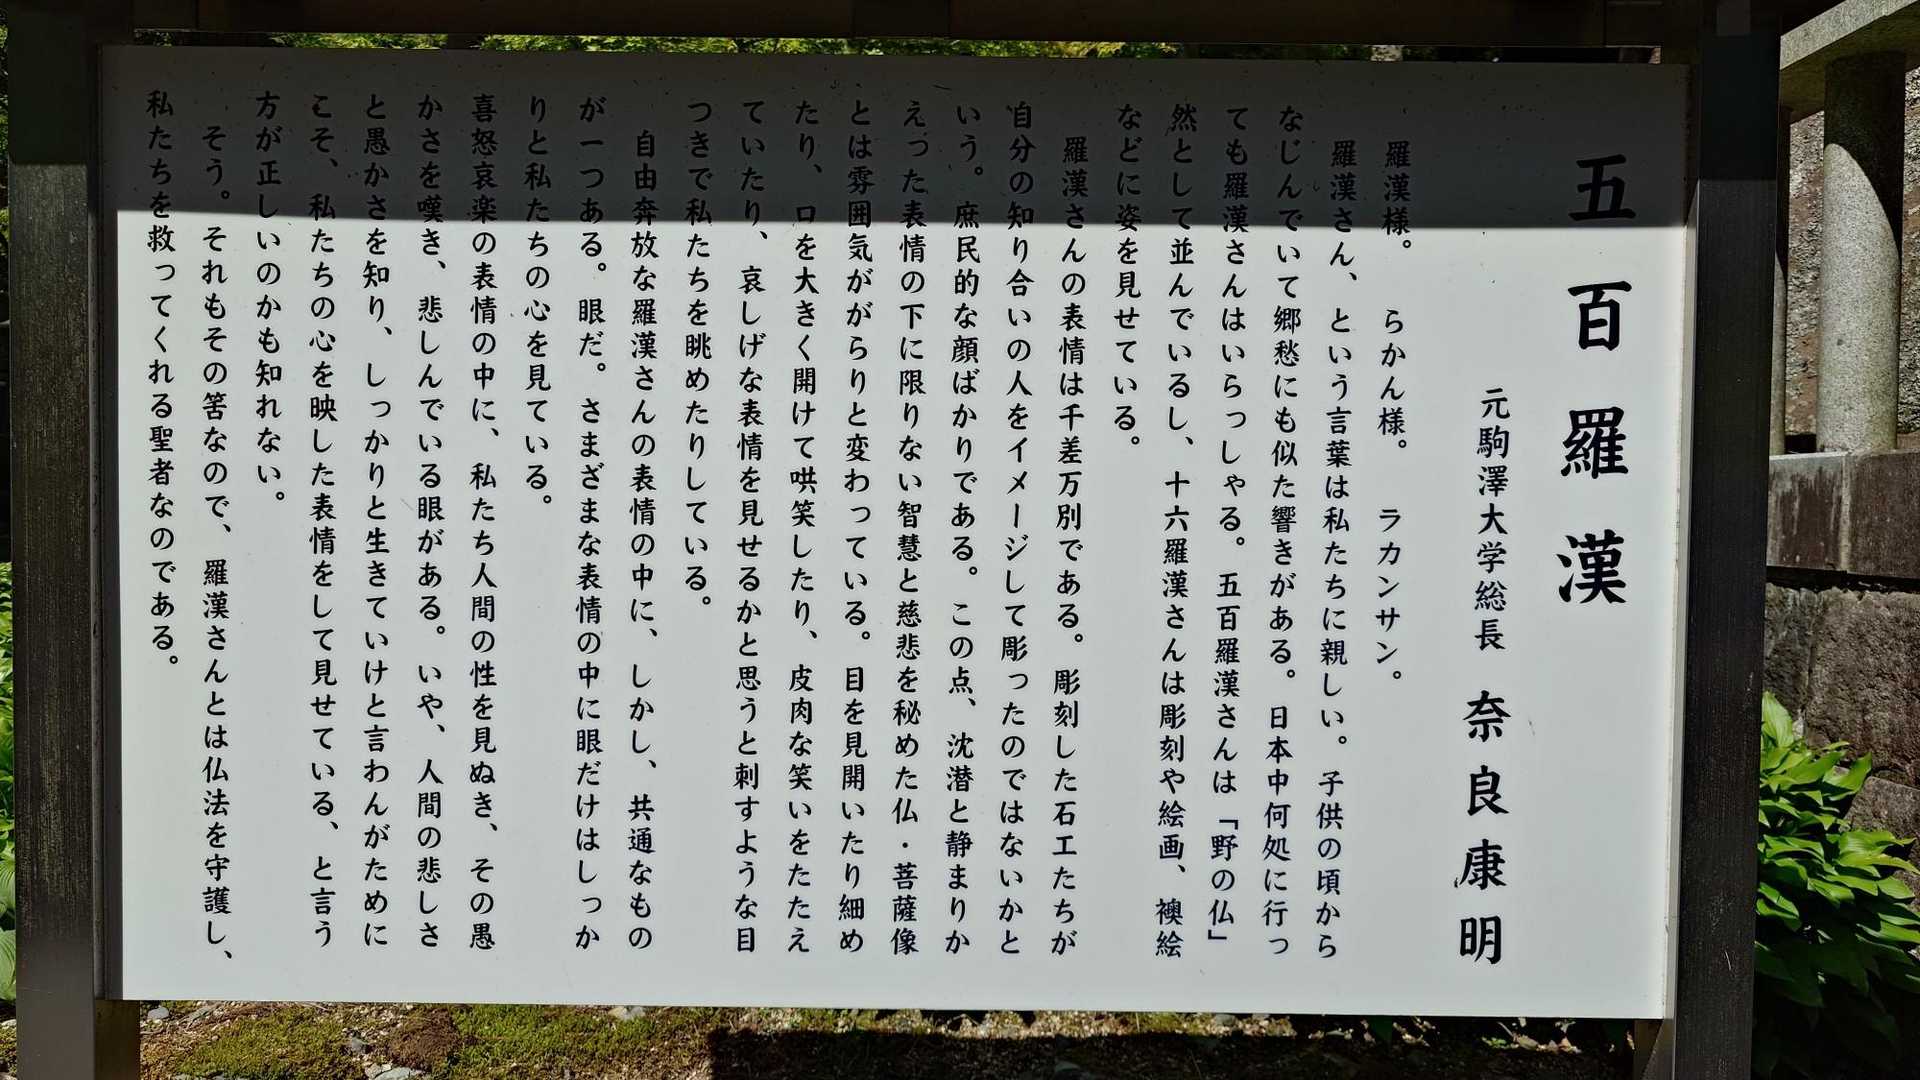 五百羅漢
元駒澤大学総長 奈良康明
羅漢様。 らかん様。 ラカンサン。
羅漢さん、という言葉は私たちに親しい。子供の頃から
なじんでいて郷愁にも似た響きがある。日本中何処に行っ
ても羅漢さんはいらっしゃる。五百羅漢さんは「野の仏」
然として並んでいるし、十六羅漢さんは彫刻や絵画、襖絵
などに姿を見せている。
羅漢さんの表情は千差万別である。彫刻した石工たちが
自分の知り合いの人をイメージして彫ったのではないかと
いう。庶民的な顔ばかりである。この点、沈潜と静まりか
えった表情の下に限りない智慧と慈悲を秘めた仏・菩薩像
とは雰囲気ががらりと変わっている。目を見開いたり細め
たり、口を大きく開けて哄笑したり、皮肉な笑いをたたえ
ていたり、哀しげな表情を見せるかと思うと刺すような目
つきで私たちを眺めたりしている。
自由奔放な羅漢さんの表情の中に、しかし、共通なもの
が一つある。眼だ。さまざまな表情の中に眼だけはしっか
りと私たちの心を見ている。
喜怒哀楽の表情の中に、私たち人間の性を見ぬき、その愚
かさを嘆き、悲しんでいる眼がある。いや、人間の悲しさ
と愚かさを知り、しっかりと生きていけと言わんがために
こそ、私たちの心を映した表情をして見せている、と言う
方が正しいのかも知れない。
そう。それもその筈なので、羅漢さんとは仏法を守護し、
私たちを救ってくれる聖者なのである。